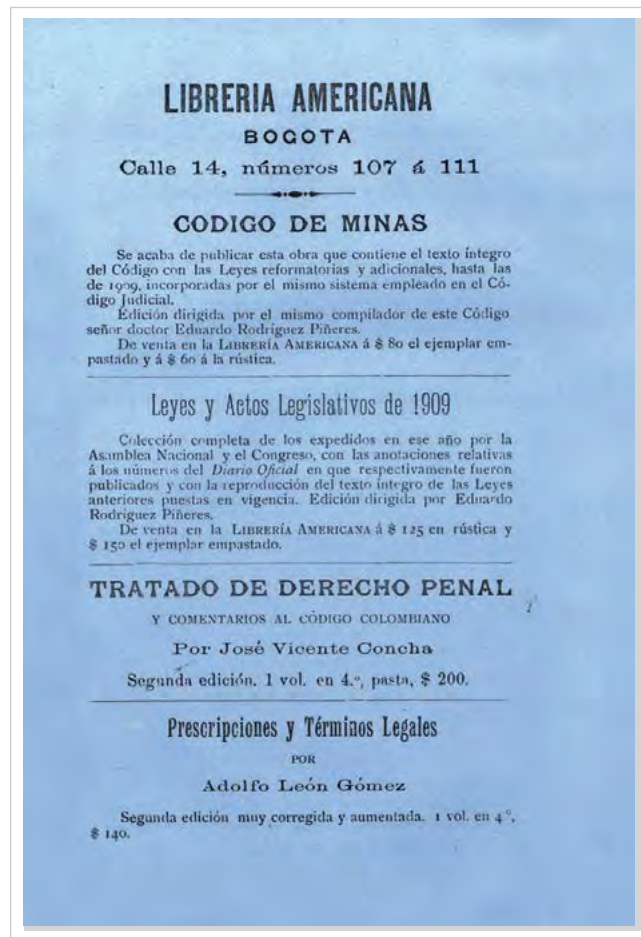 LIBRERIA AMERICANA
BOGOTA
Calle 14, números 107 á 111
CODIGO DE MINAS
Se acaba de publicar esta obra que contiene el texto íntegro
del Código con las Leyes reformatorias y adicionales, hasta las
de 1909, incorporadas por el mismo sistema empleado en el Có-
digo Judicial.
Edición dirigida por el mismo compilador de este Código
señor doctor Eduardo Rodríguez Piñeres.
De venta en la LIBRERÍA AMERICANA á $ 80 el ejemplar em-
pastado y á $ 60 á la rústica.
Leyes y Actos Legislativos de 1909
Colección completa de los expedidos en ese año por la
Asamblea Nacional y el Congreso, con las anotaciones relativas
á los números del Diario Oficial en que respectivamente fueron
publicados y con la reproducción del texto íntegro de las Leyes
anteriores puestas en vigencia. Edición dirigida por Eduardo
Rodríguez Piñeres.
De venta en la LIBRERÍA AMERICANA á $ 125 en rústica y
$ 150 el ejemplar empastado.
TRATADO DE DERECHO PENAL
Y COMENTARIOS AL CÓDIGO COLOMBIANO
Por José Vicente Concha
Segunda edición. 1 vol. en 4.º, pasta, $ 200.
Prescripciones y Términos Legales
POR
Adolfo León Gómez
Segunda edición muy corregida y aumentada. 1 vol. en 4º,
$ 140.